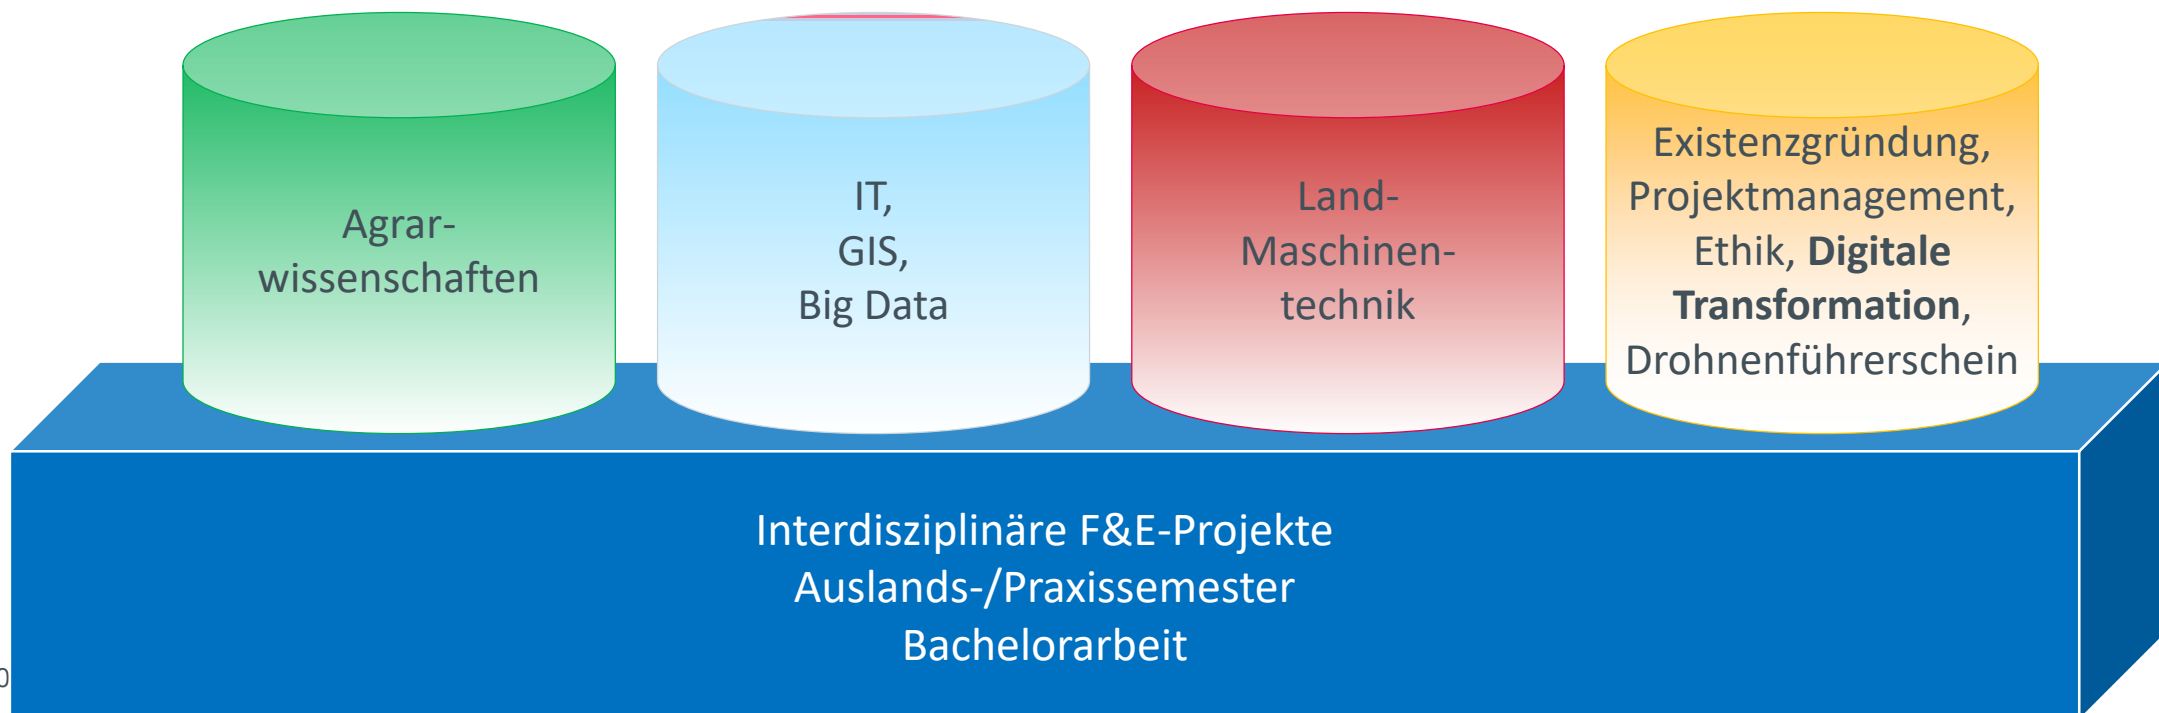 Agrar-
wissenschaften
IT,
GIS,
Big Data
Land-
Maschinen-
technik
Existenzgründung,
Projektmanagement,
Ethik, Digitale
Transformation,
Drohnenführerschein
Interdisziplinäre F&E-Projekte
Auslands-/Praxissemester
Bachelorarbeit
0